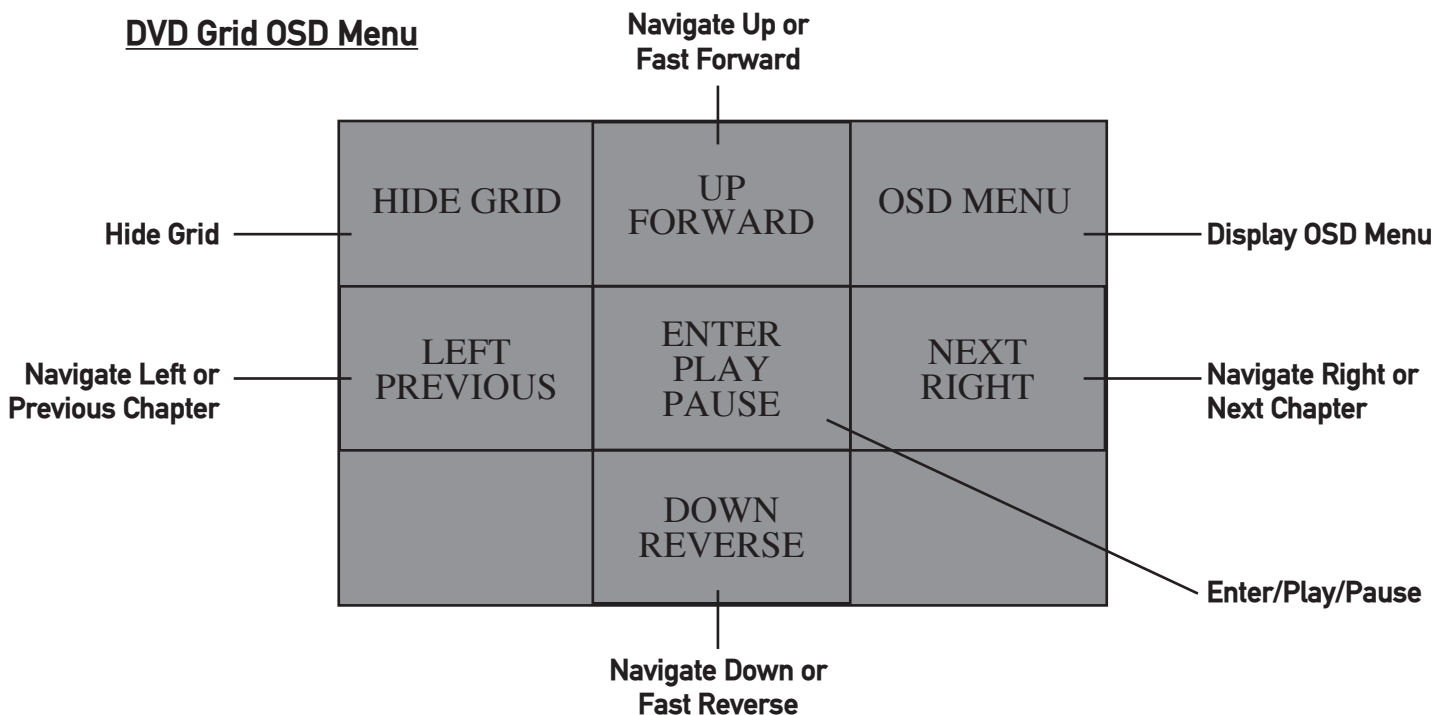 DVD Grid OSD Menu
Navigate Up or
Fast Forward
HIDE GRID
UP
FORWARD
OSD MENU
Hide Grid
Display OSD Menu
LEFT
PREVIOUS
ENTER
PLAY
PAUSE
NEXT
RIGHT
Navigate Left or
Previous Chapter
Navigate Right or
Next Chapter
DOWN
REVERSE
Enter/Play/Pause
Navigate Down or
Fast Reverse